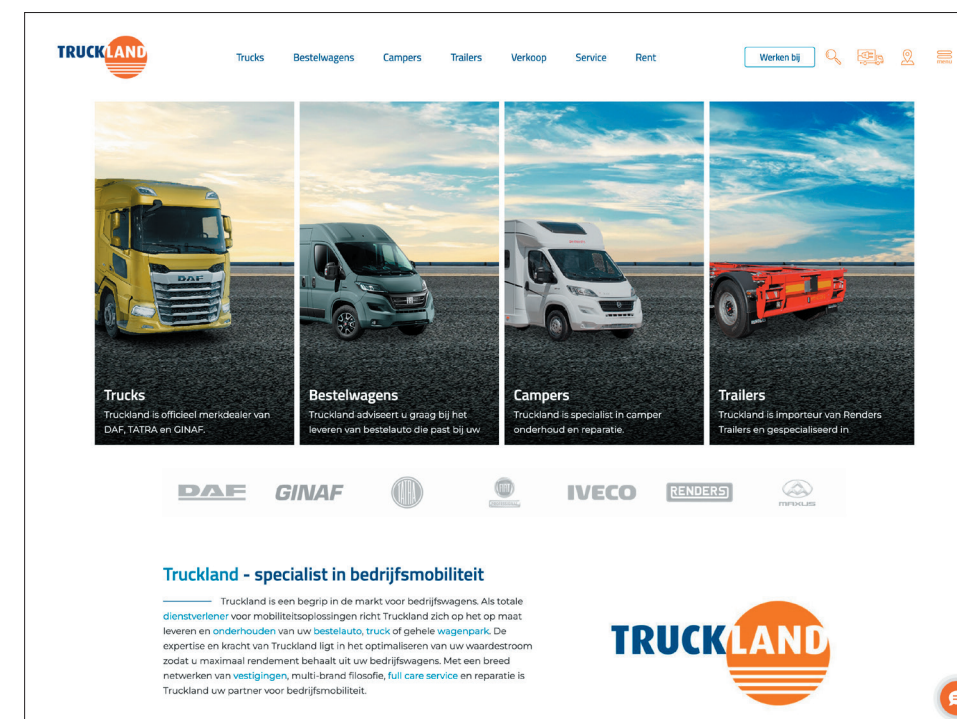 TRUCKLAND
Trucks Bestelwagens Campers Trailers Verkoop Service Rent
Werken bij
menu
DAF
Trucks
Truckland is officieel merkdealer van
DAF, TATRA en GINAF.
Bestelwagens
Truckland adviseert u graag bij het
leveren van bestelauto die past bij uw
Campers
Truckland is specialist in camper
onderhoud en reparatie.
Trailers
Truckland is importeur van Renders
Trailers en gespecialiseerd in
DAF GINAF TATRA FIAT IVECO RENDERS MAXUS
Truckland - specialist in bedrijfsmobiliteit
Truckland is een begrip in de markt voor bedrijfswagens. Als totale
dienstverlener voor mobiliteitsoplossingen richt Truckland zich op het op maat
leveren en onderhouden van uw bestelauto, truck of gehele wagenpark. De
expertise en kracht van Truckland ligt in het optimaliseren van uw waardestroom
zodat u maximaal rendement behaalt uit uw bedrijfswagens. Met een breed
netwerken van vestigingen, multi-brand filosofie, full care service en reparatie is
Truckland uw partner voor bedrijfsmobiliteit.
TRUCKLAND